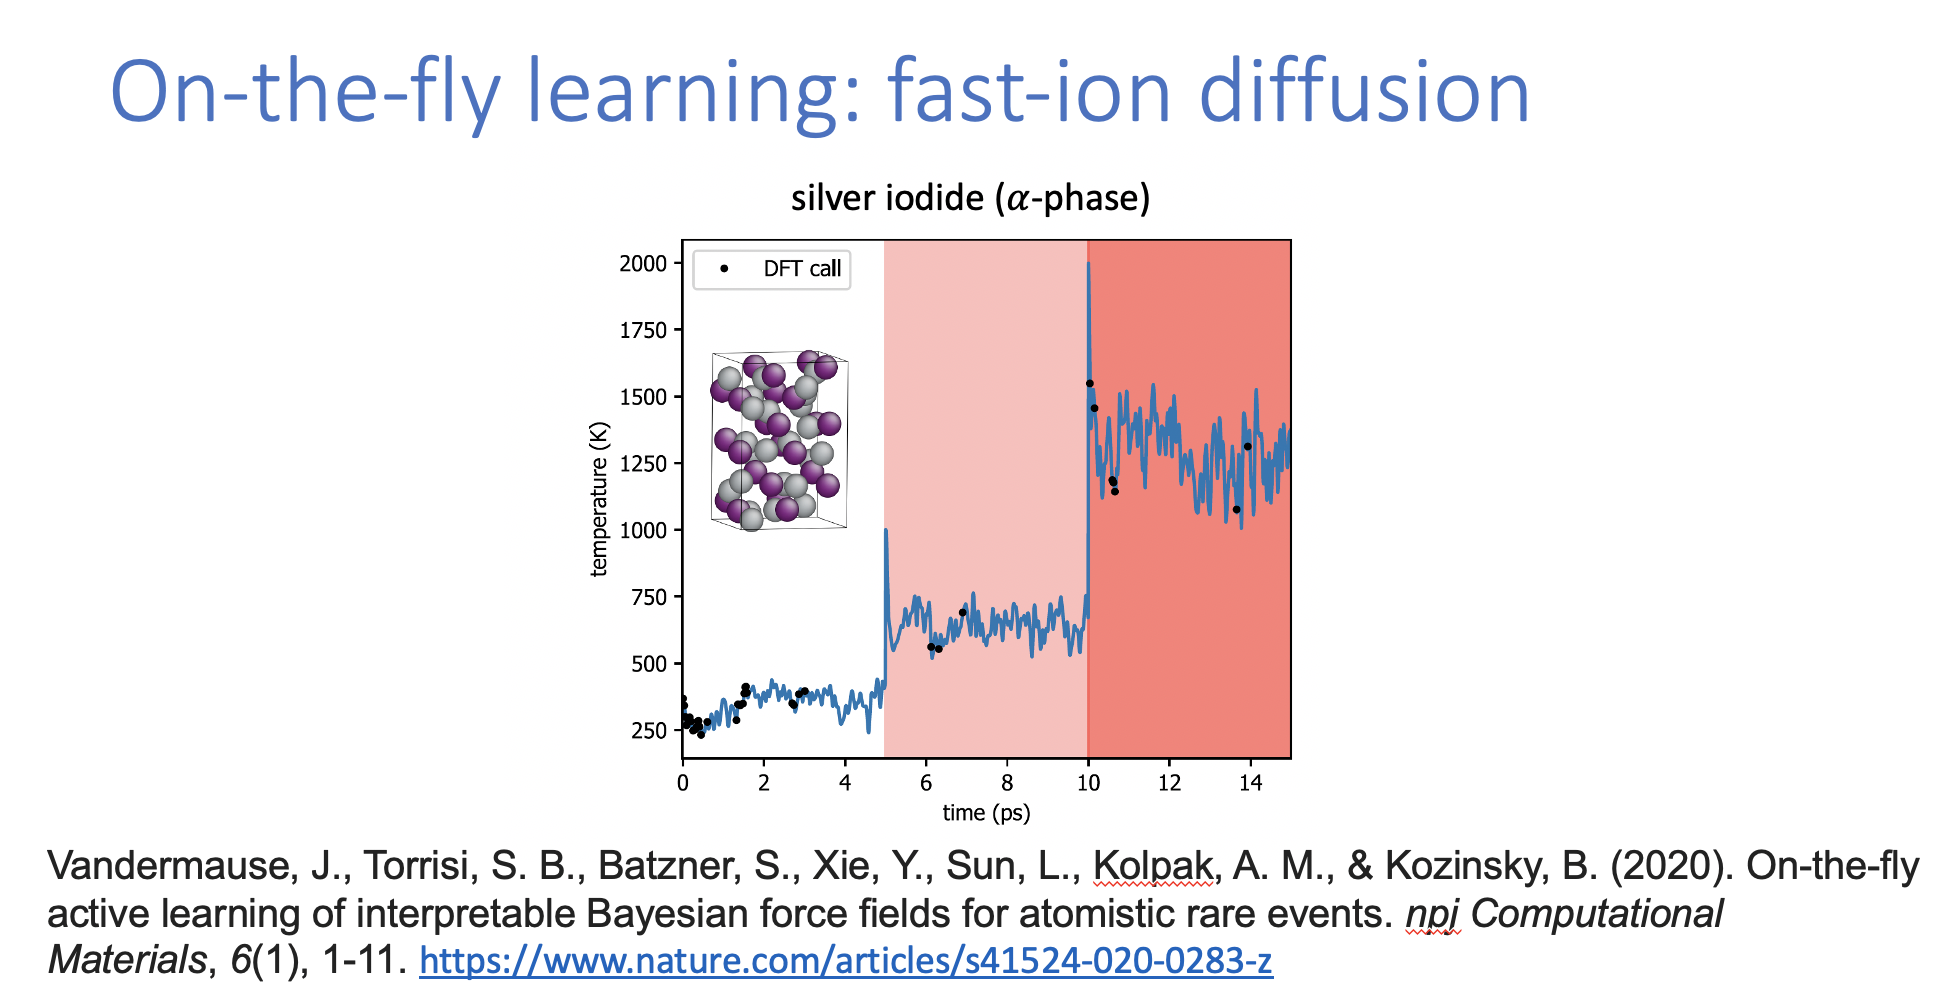 On-the-fly learning: fast-ion diffusion
silver iodide (𝛼-phase)
DFT call
2000
1750
1500
1250
1000
750
500
250
temperature (K)
0 2 4 6 8 10 12 14
time (ps)
Vandermause, J., Torrisi, S. B., Batzner, S., Xie, Y., Sun, L., Kolpak, A. M., & Kozinsky, B. (2020). On-the-fly
active learning of interpretable Bayesian force fields for atomistic rare events. npj Computational
Materials, 6(1), 1-11. https://www.nature.com/articles/s41524-020-0283-z